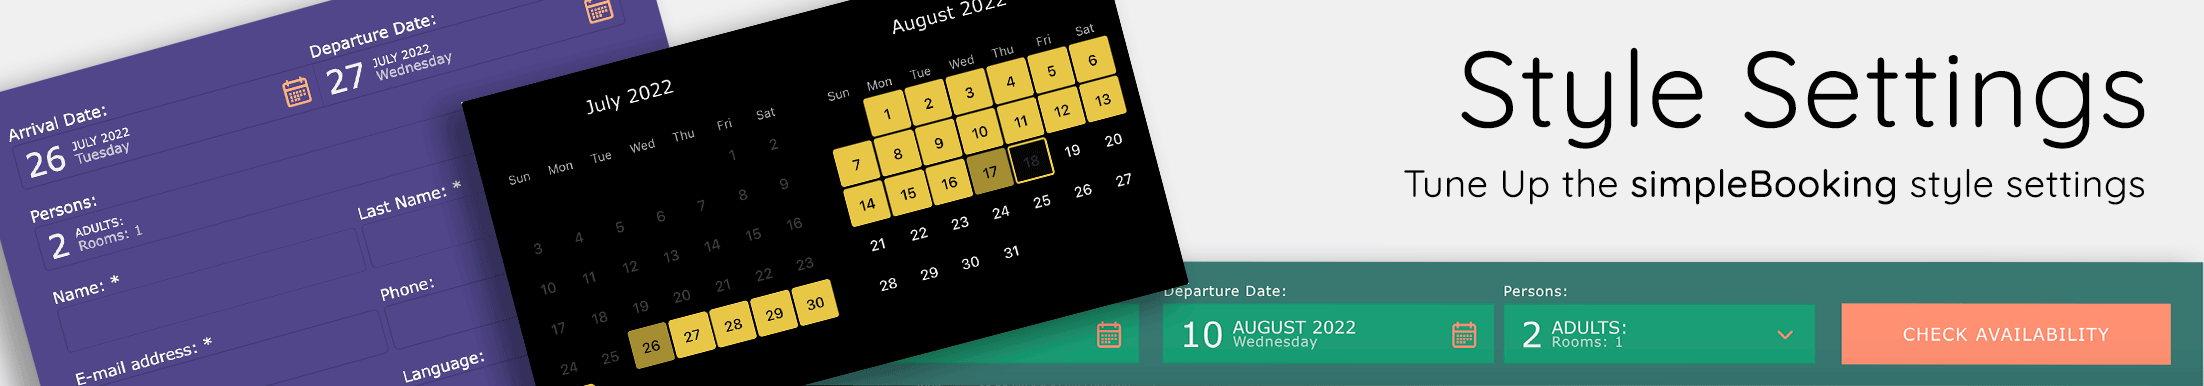 Departure Date:
27 JULY 2022
Wednesday
Arrival Date:
26 JULY 2022
Tuesday
Persons:
2 ADULTS:
Rooms: 1
Last Name: *
Name: *
Phone:
E-mail address: *
Language:
July 2022
Sun Mon Tue Wed Thu Fri Sat
1 2
3 4 5 6 7 8 9
10 11 12 13 14 15 16
17 18 19 20 21 22 23
24 25 26 27 28 29 30
August 2022
Sun Mon Tue Wed Thu Fri Sat
1 2 3 4 5 6
7 8 9 10 11 12 13
14 15 16 17 18 19 20
21 22 23 24 25 26 27
28 29 30 31
Style Settings
Tune Up the simpleBooking style settings
Departure Date:
10 AUGUST 2022
Wednesday
Persons:
2 ADULTS:
Rooms: 1
CHECK AVAILABILITY